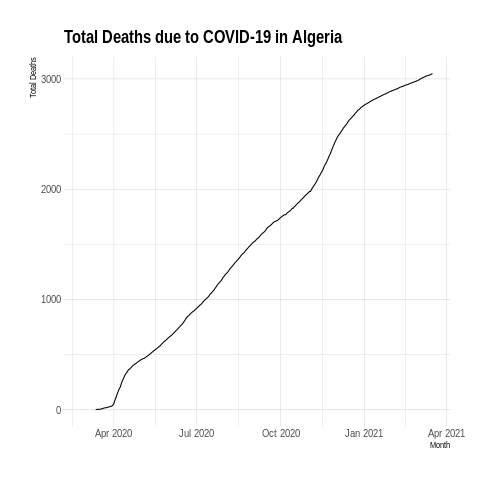 Total Deaths due to COVID-19 in Algeria
Total Deaths
3000
2000
1000
0
Apr 2020 Jul 2020 Oct 2020 Jan 2021 Apr 2021
Month